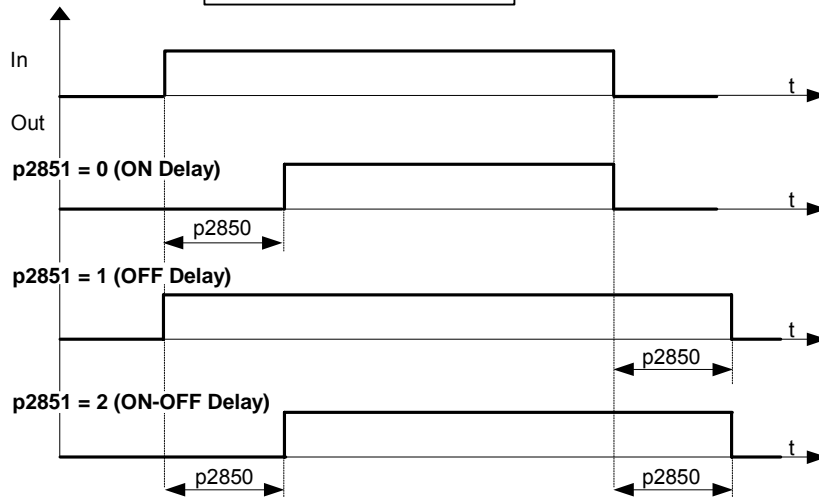 In
t
Out
p2851 = 0 (ON Delay)
t
p2850
p2851 = 1 (OFF Delay)
t
p2850
p2851 = 2 (ON-OFF Delay)
t
p2850
p2850